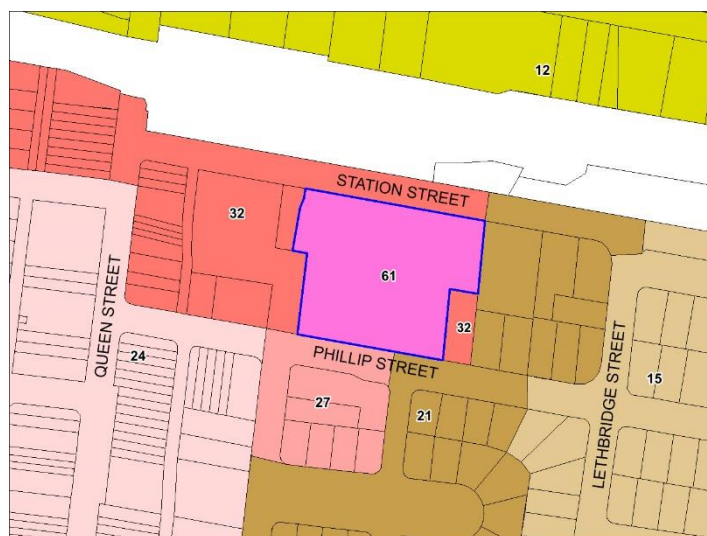 12
STATION STREET
32
61
QUEEN STREET
32
PHILLIP STREET
LETHBRIDGE STREET
24
27
21
15